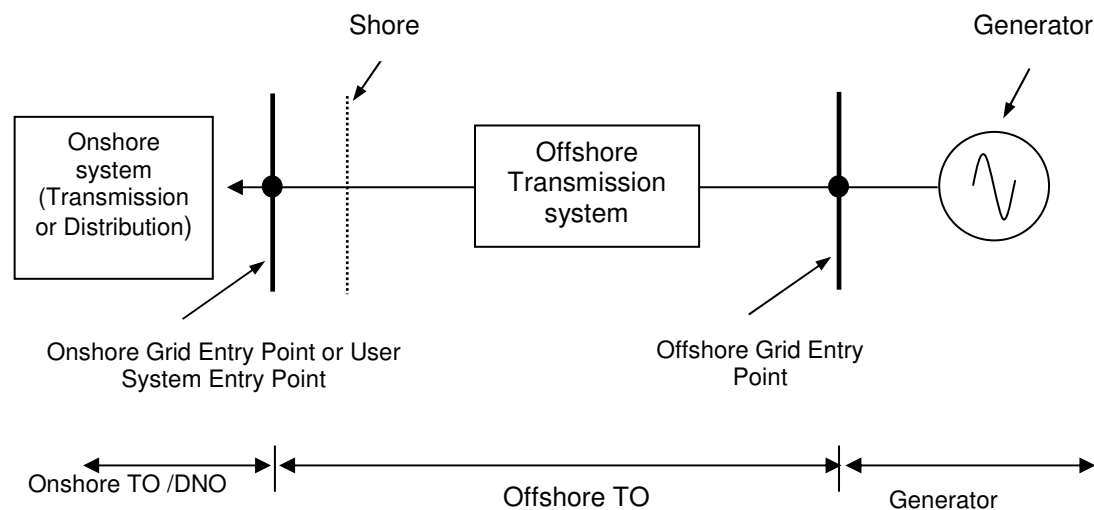 Shore
Generator
Onshore
system
(Transmission
or Distribution)
Offshore
Transmission
system
Onshore Grid Entry Point or User
System Entry Point
Offshore Grid Entry
Point
Onshore TO /DNO
Offshore TO
Generator